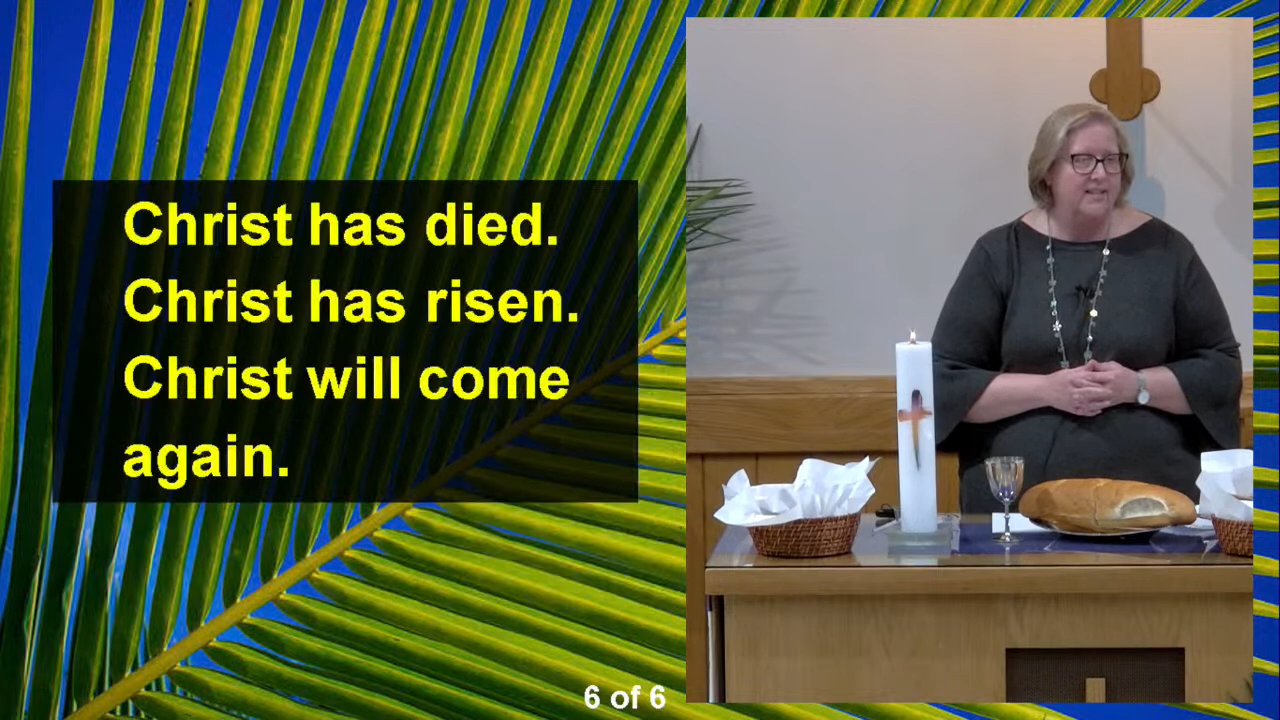 Christ has died.
Christ has risen.
Christ will come
again.
6 of 6